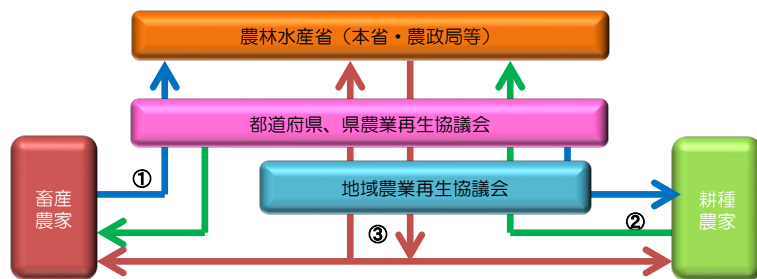 農林水産省（本省・農政局等）
都道府県、県農業再生協議会
①
地域農業再生協議会
畜産
農家
耕種
農家
②
③